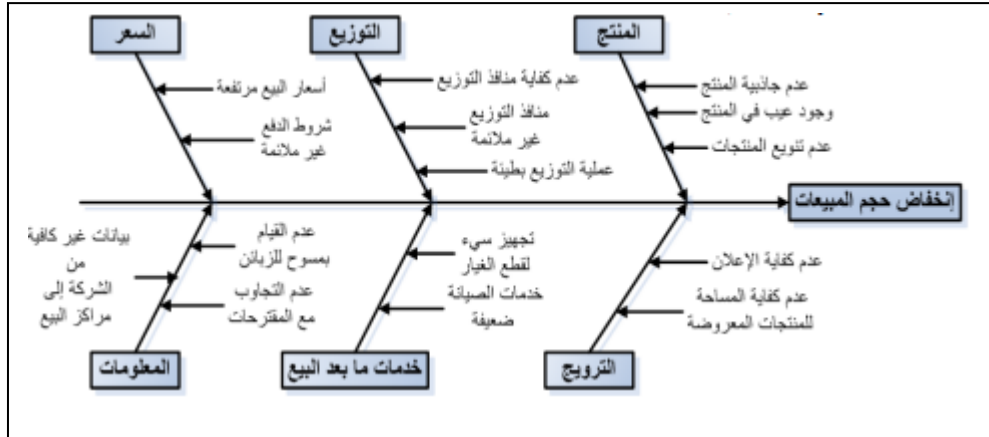 المنتج
التوزيع
السعر
عدم جاذبية المنتج
وجود عيب في المنتج
عدم تنويع المنتجات
عدم كفاية منافذ التوزيع
منافذ التوزيع
غير ملائمة
عملية التوزيع بطيئة
أسعار البيع مرتفعة
شروط الدفع
غير ملائمة
إنخفاض حجم المبيعات
عدم كفاية الإعلان
عدم كفاية المساحة
للمنتجات المعروضة
تجهيز سيء
لقطع الغيار
خدمات الصيانة
ضعيفة
عدم القيام
بمسوح للزبائن
عدم التجاوب
مع المقترحات
بيانات غير كافية
من
الشركة إلى
مراكز البيع
الترويج
خدمات ما بعد البيع
المعلومات